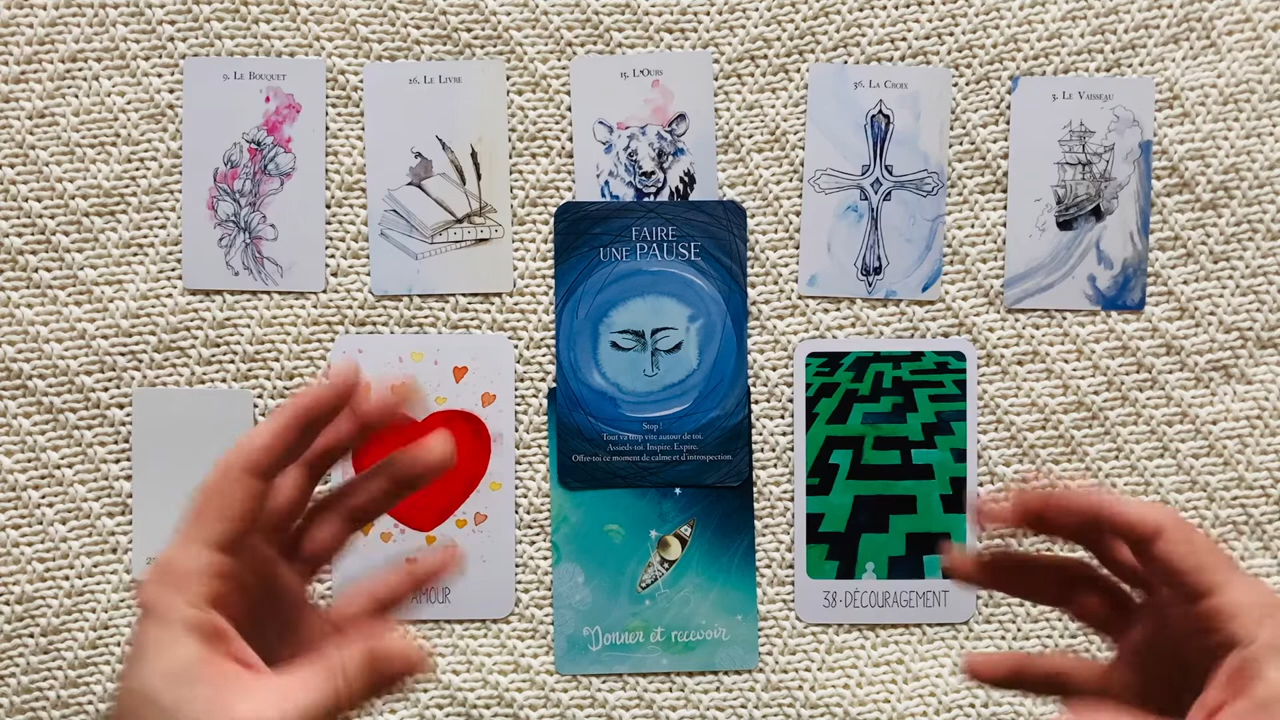 9. Le Bouquet
26. Le Livre
15. L'Ours
36. La Croix
3. Le Vaisseau
FAIRE
UNE PAUSE
Stop !
Tout va trop vite autour de toi.
Assieds-toi. Inspire. Expire.
Offre-toi ce moment de calme et d'introspection.
Donner et recevoir
AMOUR
38•DÉCOURAGEMENT